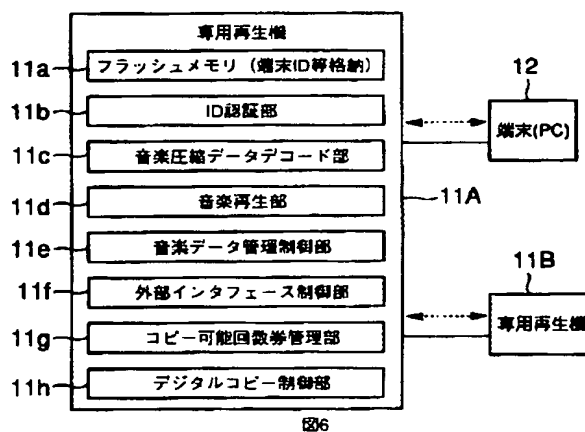 専用再生機
11a フラッシュメモリ（端末ID等格納）
11b ID認証部
11c 音楽圧縮データデコード部
11d 音楽再生部
11e 音楽データ管理制御部
11f 外部インタフェース制御部
11g コピー可能回数券管理部
11h デジタルコピー制御部
11A
12
端末(PC)
11B
専用再生機
図6